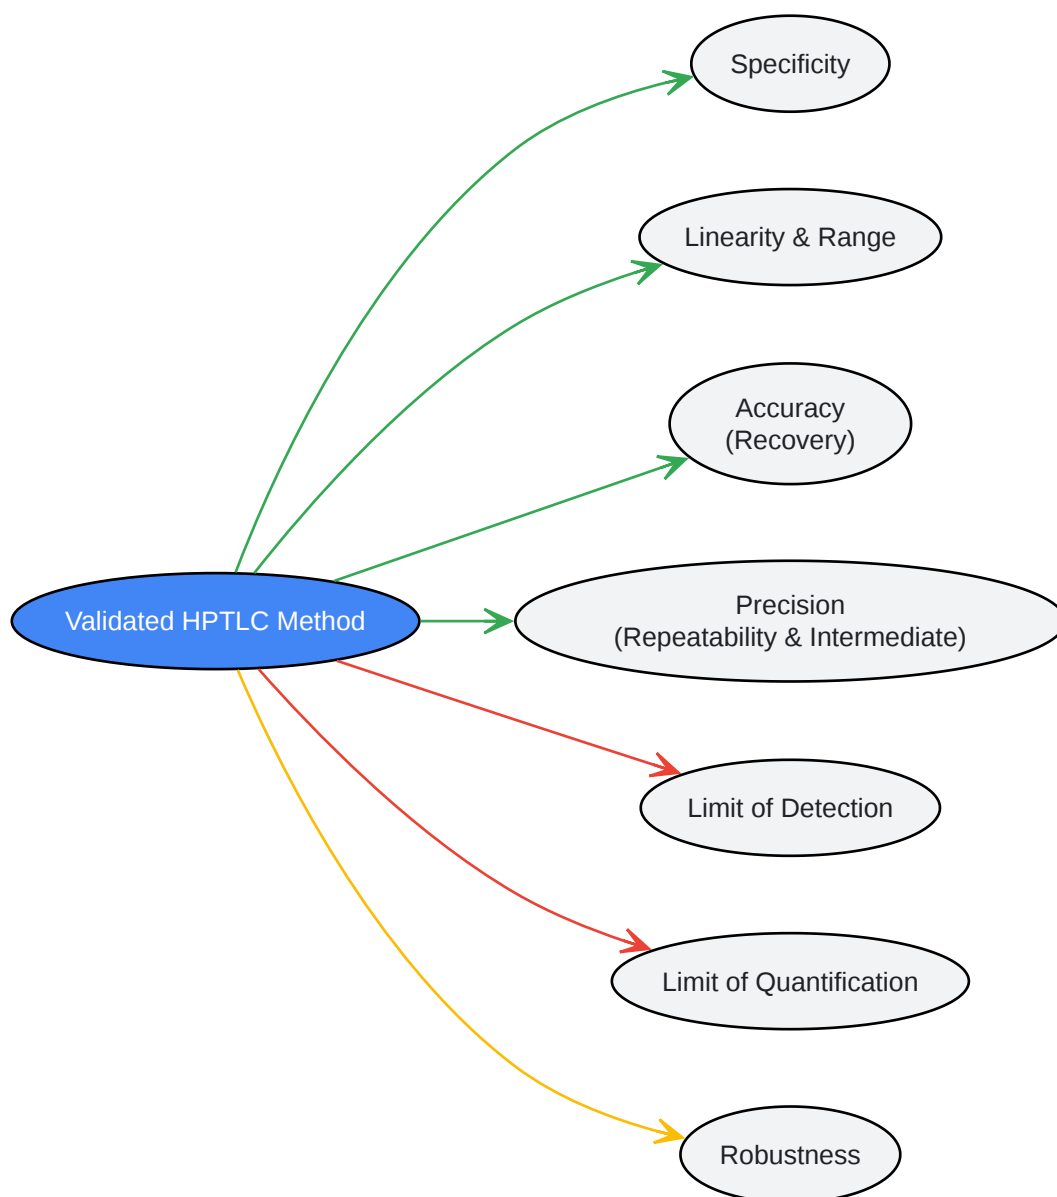 Specificity
Linearity & Range
Accuracy
(Recovery)
Validated HPTLC Method
Precision
(Repeatability & Intermediate)
Limit of Detection
Limit of Quantification
Robustness